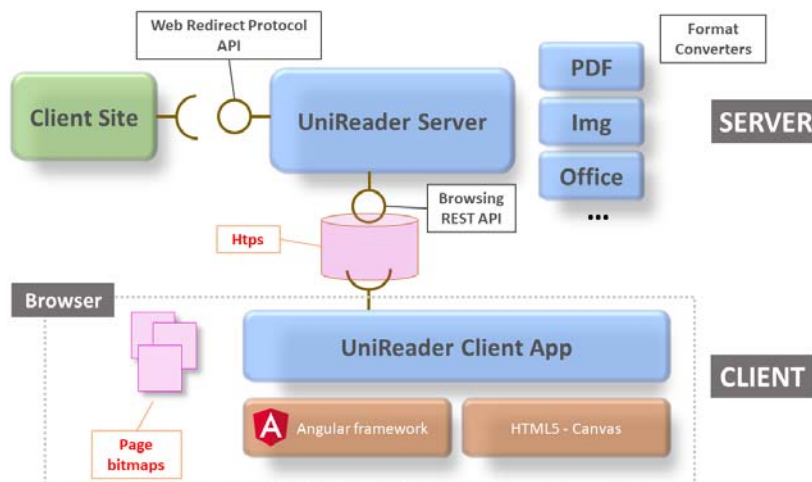 Web Redirect Protocol
API
Format
Converters
PDF
Client Site
UniReader Server
Img
SERVER
Office
...
Browsing
REST API
Htps
Browser
UniReader Client App
CLIENT
A
Angular framework
HTML5 - Canvas
Page
bitmaps